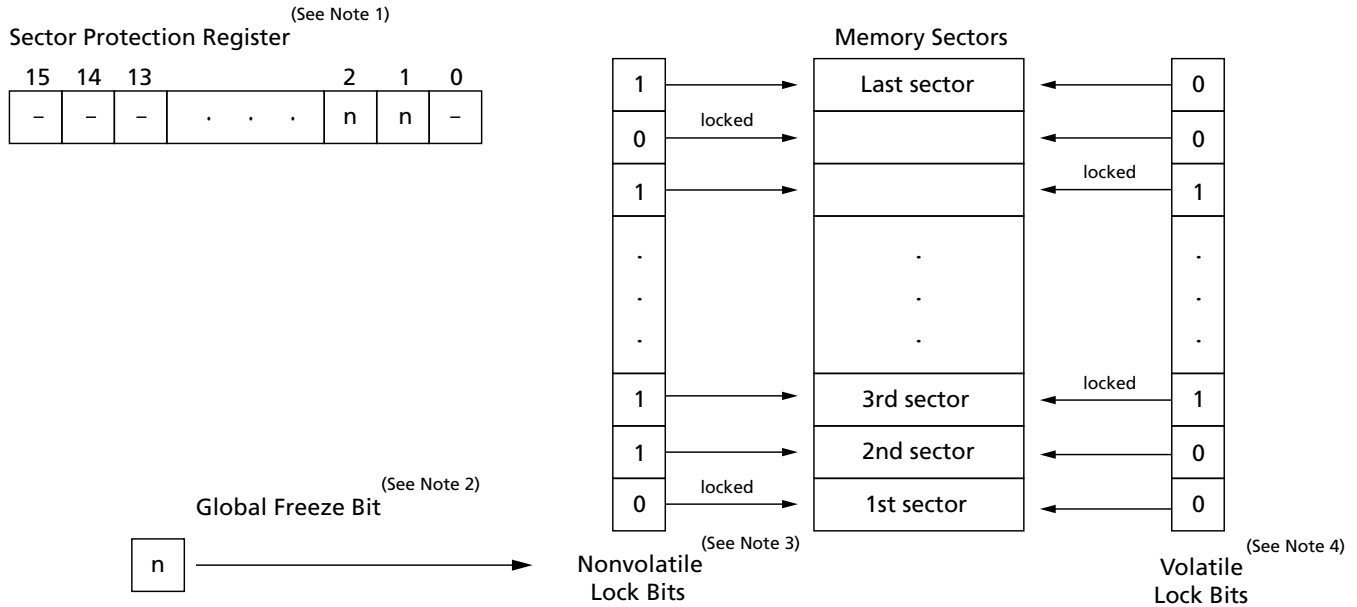 (See Note 1)
Sector Protection Register
15 14 13 2 1 0
– – – . . . n n –
Memory Sectors
1 Last sector 0
0 locked 0
1 locked 1
. . .
. . .
. . .
1 3rd sector locked 1
1 2nd sector 0
0 locked 1st sector 0
(See Note 2)
Global Freeze Bit
n
(See Note 3)
Nonvolatile
Lock Bits
(See Note 4)
Volatile
Lock Bits